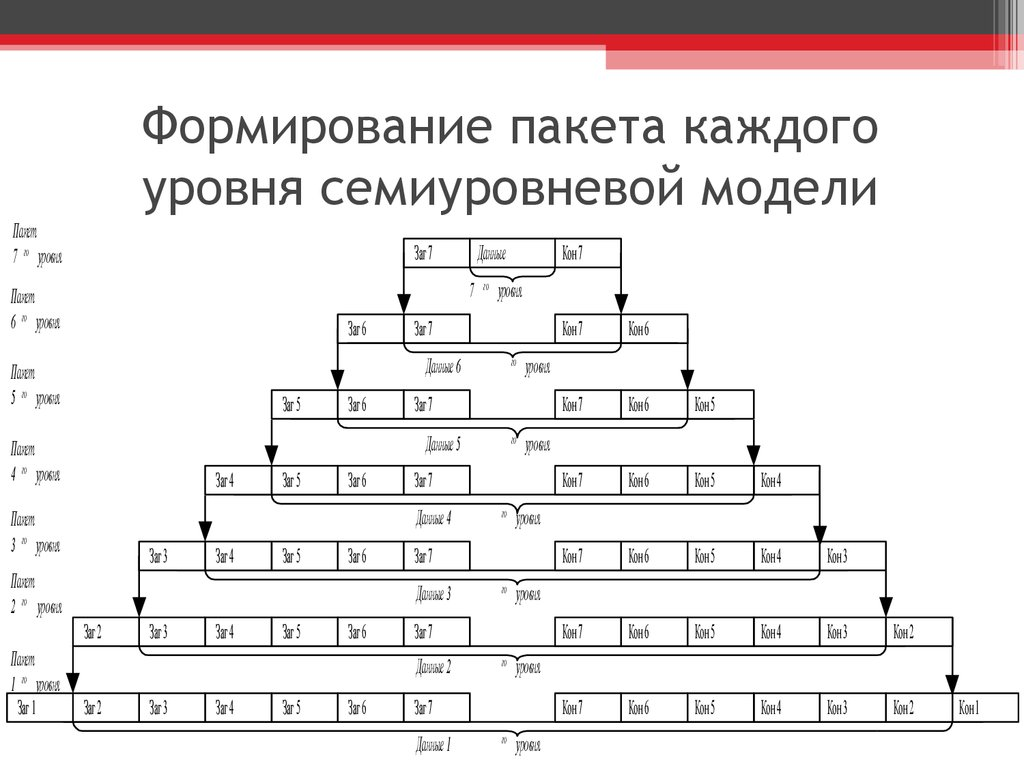 Формирование пакета каждого
уровня семиуровневой модели
Пакет
7 го уровня
Заг 7 Данные Кон 7
7 го уровня
Пакет
6 го уровня
Заг 6 Заг 7 Кон 7 Кон 6
Данные 6 го уровня
Пакет
5 го уровня
Заг 5 Заг 6 Заг 7 Кон 7 Кон 6 Кон 5
Данные 5 го уровня
Пакет
4 го уровня
Заг 4 Заг 5 Заг 6 Заг 7 Кон 7 Кон 6 Кон 5 Кон 4
Данные 4 го уровня
Пакет
3 го уровня
Заг 3 Заг 4 Заг 5 Заг 6 Заг 7 Кон 7 Кон 6 Кон 5 Кон 4 Кон 3
Данные 3 го уровня
Пакет
2 го уровня
Заг 2 Заг 3 Заг 4 Заг 5 Заг 6 Заг 7 Кон 7 Кон 6 Кон 5 Кон 4 Кон 3 Кон 2
Данные 2 го уровня
Пакет
1 го уровня
Заг 1 Заг 2 Заг 3 Заг 4 Заг 5 Заг 6 Заг 7 Кон 7 Кон 6 Кон 5 Кон 4 Кон 3 Кон 2 Кон 1
Данные 1 го уровня